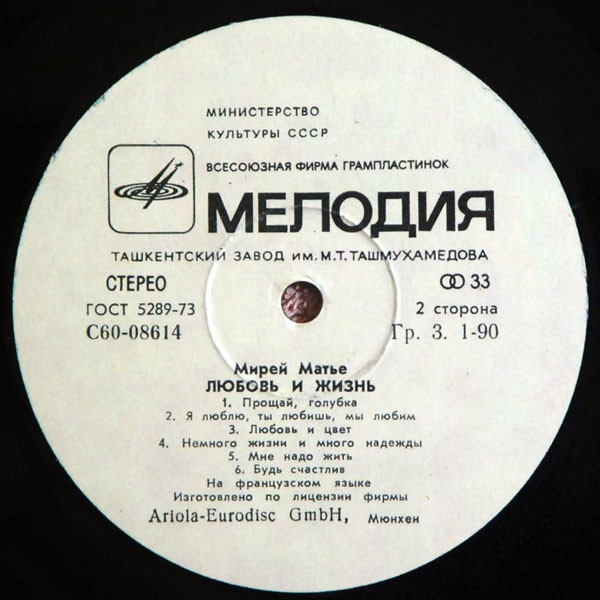 МИНИСТЕРСТВО
КУЛЬТУРЫ СССР
ВСЕСОЮЗНАЯ ФИРМА ГРАМПЛАСТИНОК
МЕЛОДИЯ
ТАШКЕНТСКИЙ ЗАВОД ИМ. М. Т. ТАШМУХАМЕДОВА
СТЕРЕО 33
ГОСТ 5289-73 2 сторона
С60-08614 Гр. 3. 1-90
Мирей Матье
ЛЮБОВЬ И ЖИЗНЬ
1. Прощай, голубка
2. Я люблю, ты любишь, мы любим
3. Любовь и цвет
4. Немного жизни и много надежды
5. Мне надо жить
6. Будь счастлив
На французском языке
Изготовлено по лицензии фирмы
Ariola-Eurodisc GmbH, Мюнхен